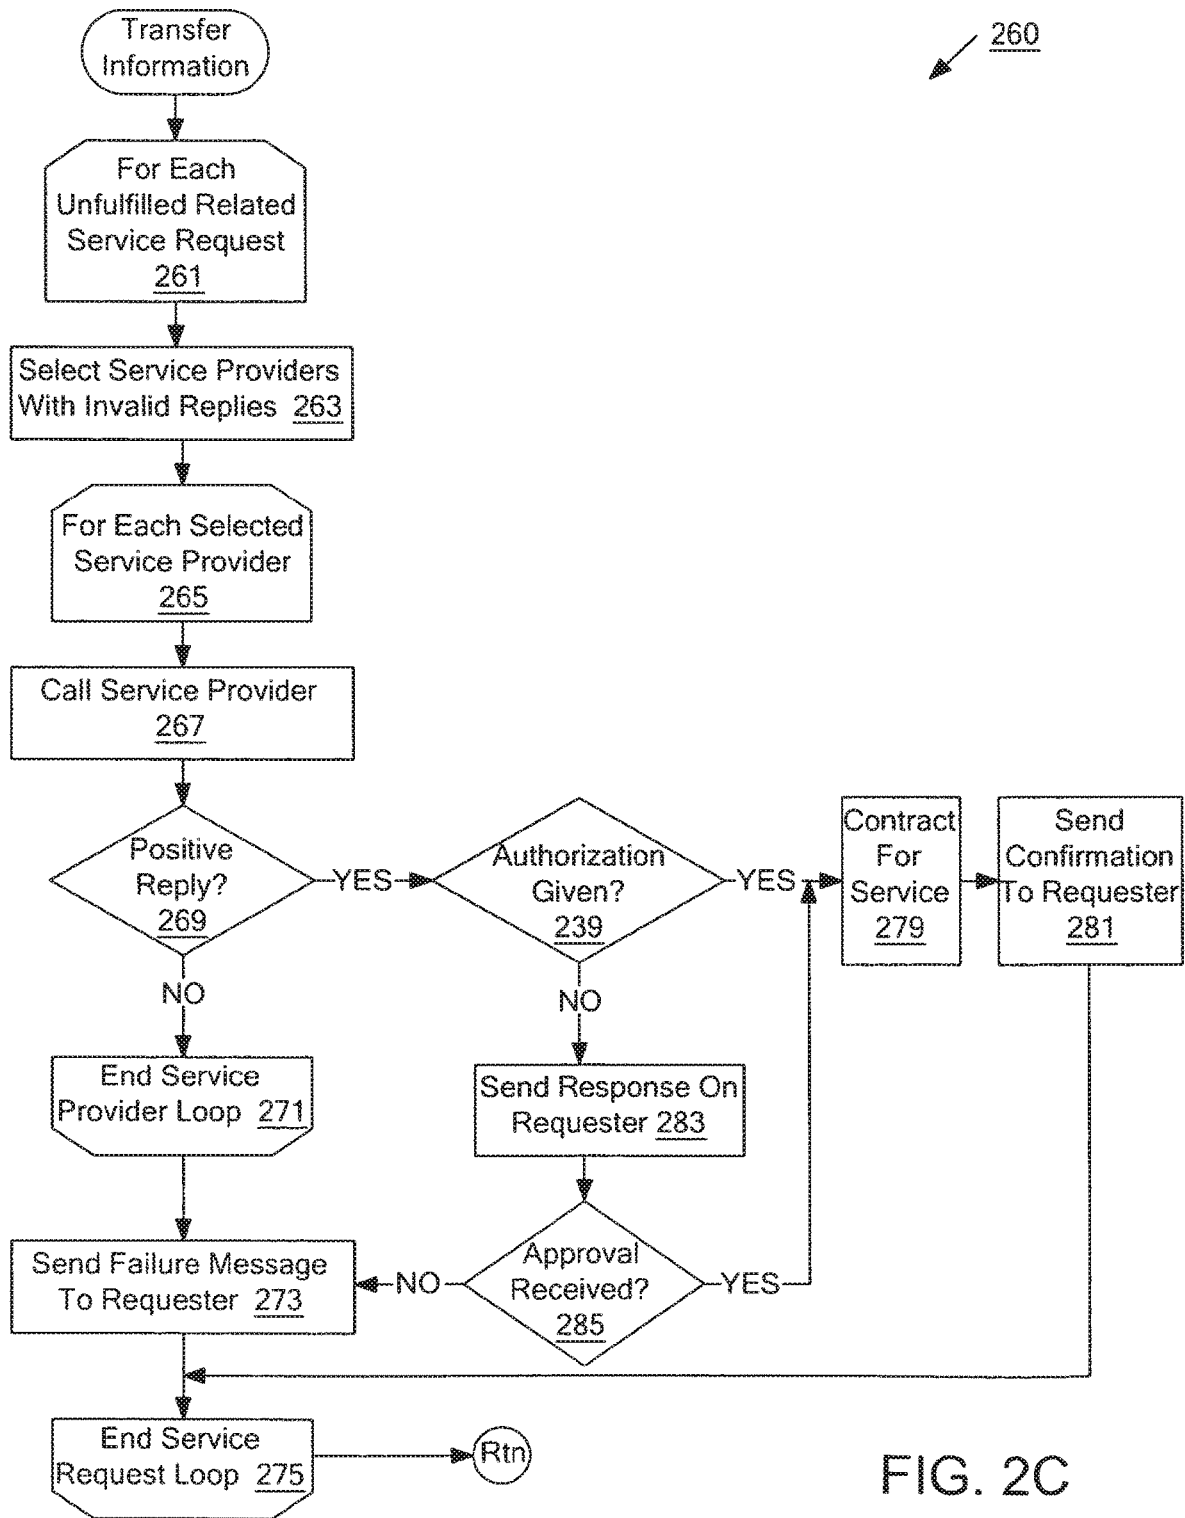 Transfer
Information
260
For Each
Unfulfilled Related
Service Request
261
Select Service Providers
With Invalid Replies 263
For Each Selected
Service Provider
265
Call Service Provider
267
Positive
Reply?
269
YES
Authorization
Given?
239
YES
Contract
For
Service
279
Send
Confirmation
To Requester
281
NO
NO
End Service
Provider Loop 271
Send Response On
Requester 283
Send Failure Message
To Requester 273
NO
Approval
Received?
285
YES
End Service
Request Loop 275
Rtn
FIG. 2C